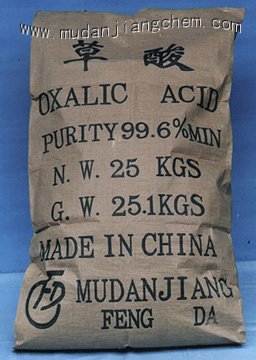 www.mudanjiangchem.com
草酸
OXALIC ACID
PURITY 99.6%MIN
N.W. 25 KGS
G.W. 25.1KGS
MADE IN CHINA
MUDANJIANG
FENG DA